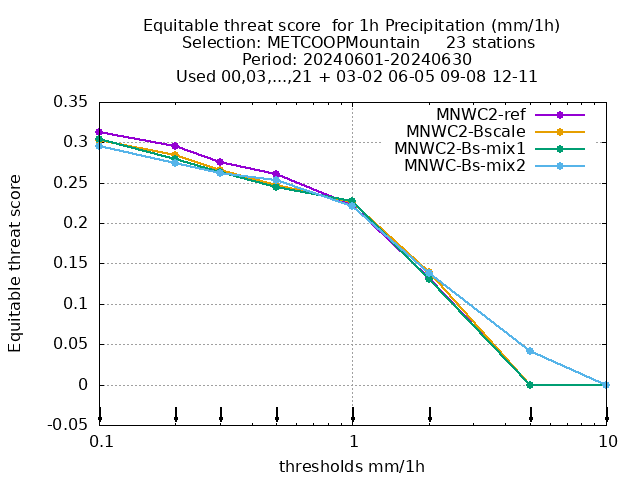 Equitable threat score  for 1h Precipitation (mm/1h)
Selection: METCOOPMountain     23 stations
Period: 20240601-20240630
Used 00,03,...,21 + 03-02 06-05 09-08 12-11
MNWC2-ref
MNWC2-Bscale
MNWC2-Bs-mix1
MNWC-Bs-mix2
Equitable threat score
0.35
0.3
0.25
0.2
0.15
0.1
0.05
0
-0.05
0.1 1 10
thresholds mm/1h